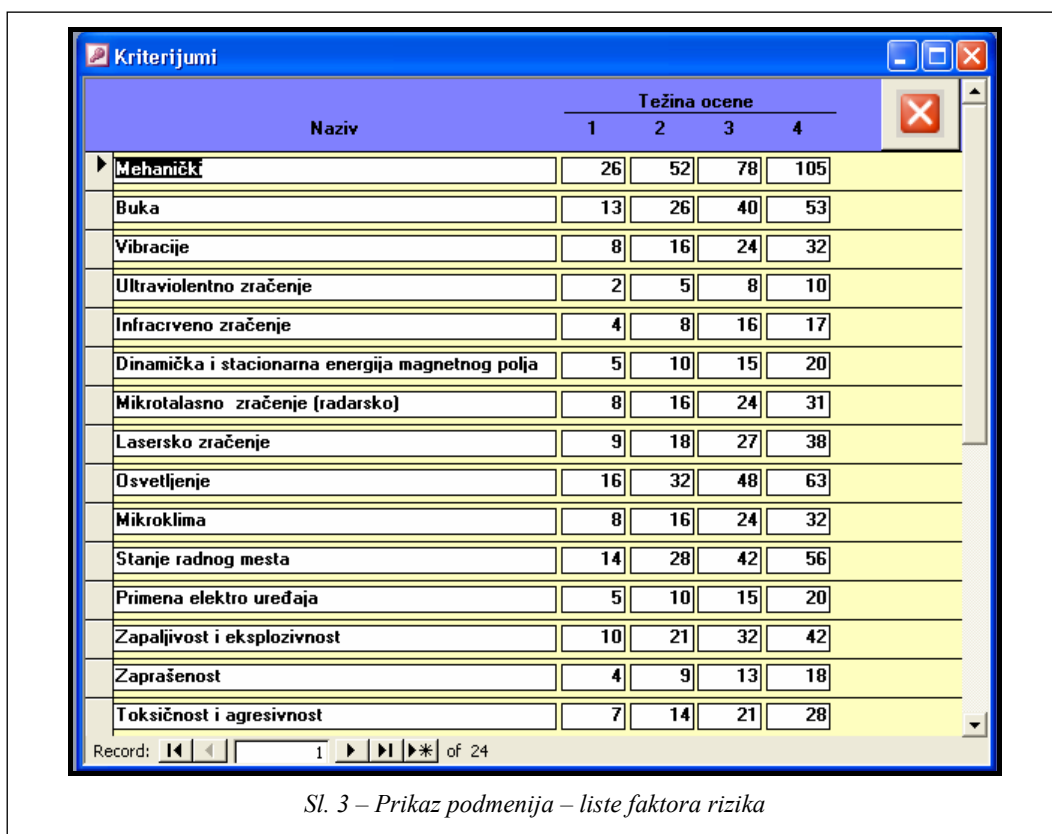 Kriterijumi
Težina ocene
Naziv 1 2 3 4
Mehanički 26 52 78 105
Buka 13 26 40 53
Vibracije 8 16 24 32
Ultraviolentno zračenje 2 5 8 10
Infracrveno zračenje 4 8 16 17
Dinamička i stacionarna energija magnetnog polja 5 10 15 20
Mikrotalasno zračenje (radarsko) 8 16 24 31
Lasersko zračenje 9 18 27 38
Osvetljenje 16 32 48 63
Mikroklima 8 16 24 32
Stanje radnog mesta 14 28 42 56
Primena elektro uređaja 5 10 15 20
Zapaljivost i eksplozivnost 10 21 32 42
Zaprašenost 4 9 13 18
Toksičnost i agresivnost 7 14 21 28
Record: 1 of 24
Sl. 3 – Prikaz podmenija – liste faktora rizika